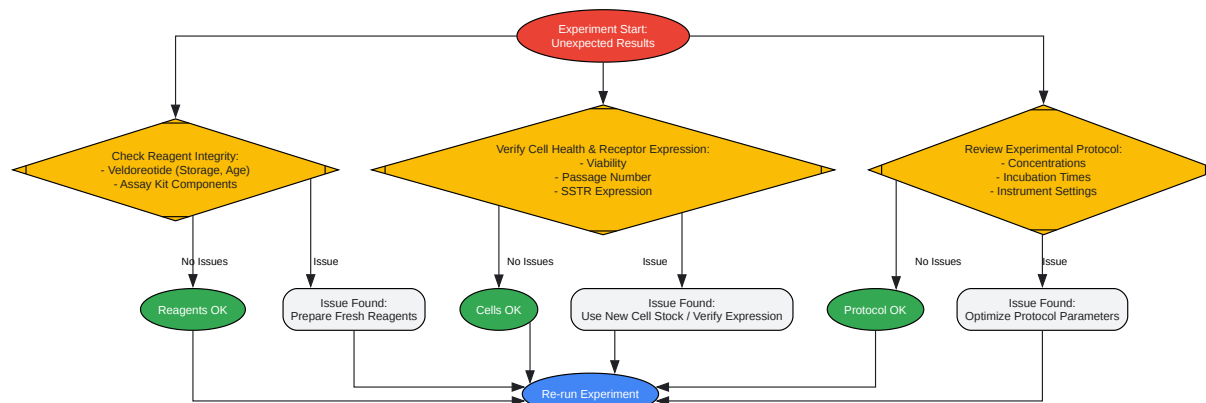 Experiment Start:
Unexpected Results
Check Reagent Integrity:
- Veldoreotide (Storage, Age)
- Assay Kit Components
Verify Cell Health & Receptor Expression:
- Viability
- Passage Number
- SSTR Expression
Review Experimental Protocol:
- Concentrations
- Incubation Times
- Instrument Settings
No Issues
Issue
No Issues
Issue
No Issues
Issue
Reagents OK
Issue Found:
Prepare Fresh Reagents
Cells OK
Issue Found:
Use New Cell Stock / Verify Expression
Protocol OK
Issue Found:
Optimize Protocol Parameters
Re-run Experiment